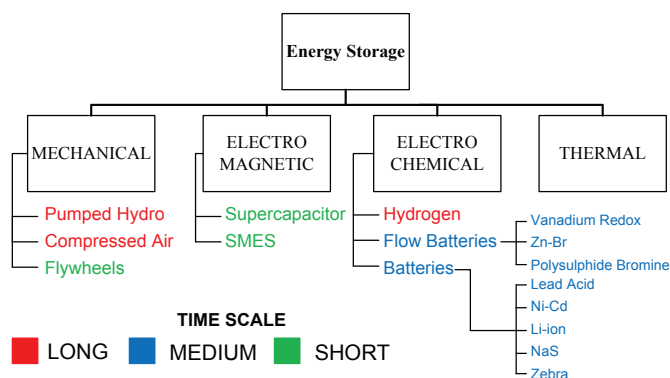 Energy Storage
MECHANICAL
ELECTRO
MAGNETIC
ELECTRO
CHEMICAL
THERMAL
Pumped Hydro
Compressed Air
Flywheels
Supercapacitor
SMES
Hydrogen
Flow Batteries
Batteries
Vanadium Redox
Zn-Br
Polysulphide Bromine
Lead Acid
Ni-Cd
Li-ion
NaS
Zebra
TIME SCALE
LONG
MEDIUM
SHORT